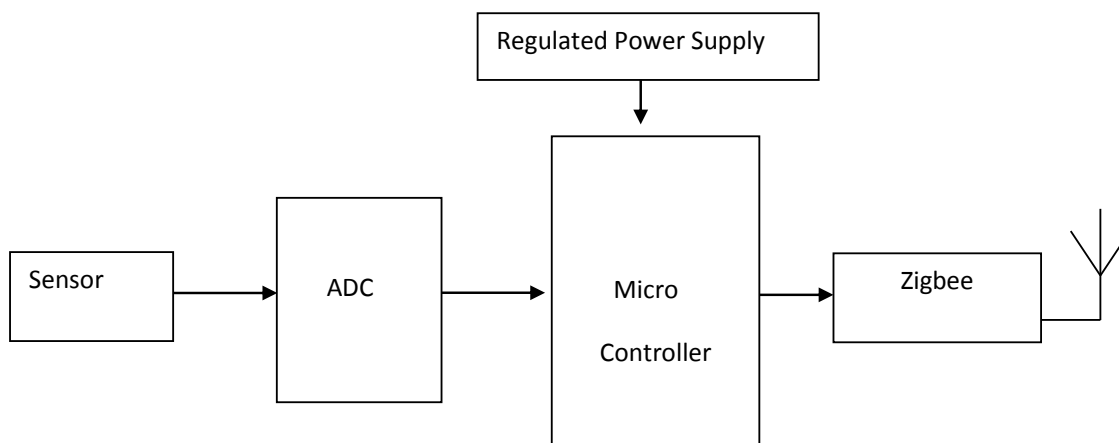 Regulated Power Supply
Sensor
ADC
Micro
Controller
Zigbee